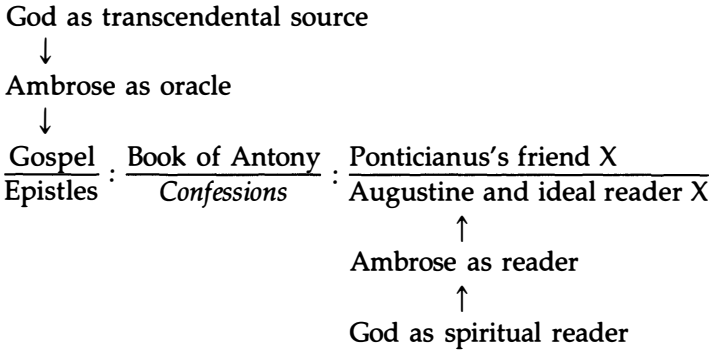 God as transcendental source
↓
Ambrose as oracle
↓
Gospel : Book of Antony : Ponticianus's friend X
Epistles Confessions Augustine and ideal reader X
↑
Ambrose as reader
↑
God as spiritual reader